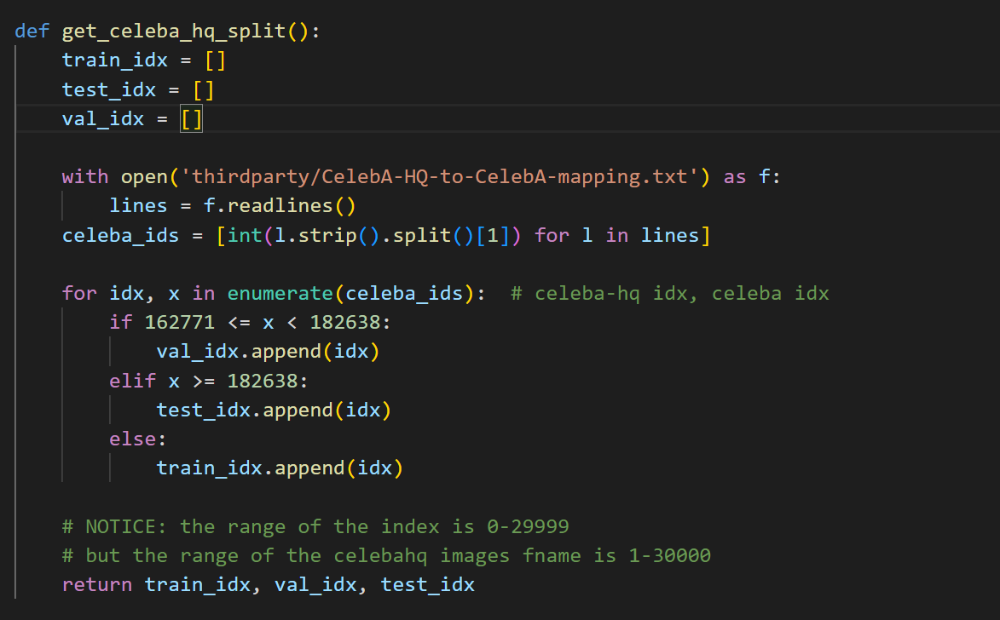 def get_celeba_hq_split():
    train_idx = []
    test_idx = []
    val_idx = []

    with open('thirdparty/CelebA-HQ-to-CelebA-mapping.txt') as f:
        lines = f.readlines()
    celeba_ids = [int(l.strip().split()[1]) for l in lines]

    for idx, x in enumerate(celeba_ids):  # celeba-hq idx, celeba idx
        if 162771 <= x < 182638:
            val_idx.append(idx)
        elif x >= 182638:
            test_idx.append(idx)
        else:
            train_idx.append(idx)

    # NOTICE: the range of the index is 0-29999
    # but the range of the celebahq images fname is 1-30000
    return train_idx, val_idx, test_idx